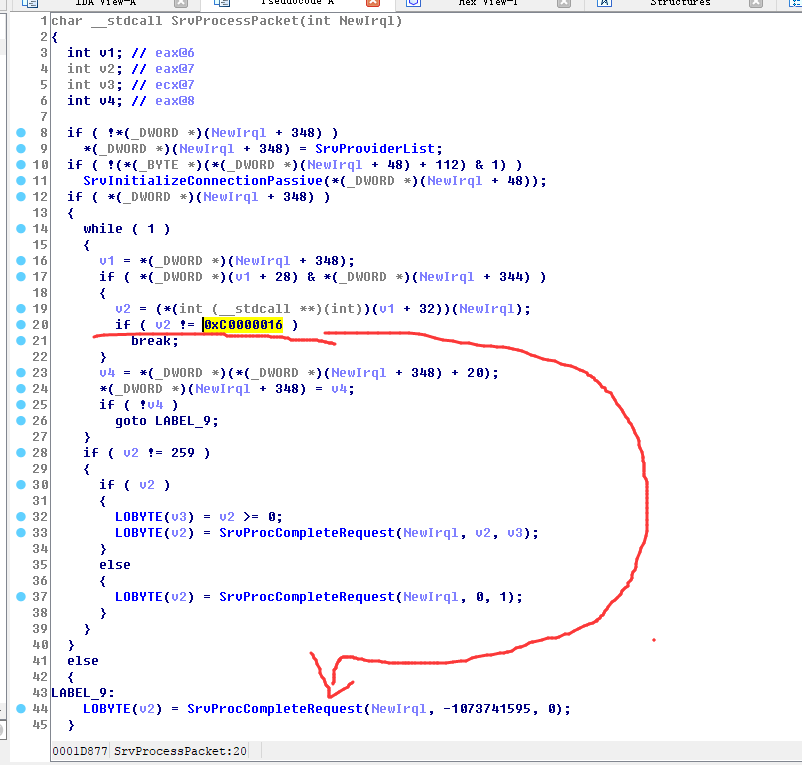 IDA View-A Pseudocode-A Hex View-1 Structures
1 char __stdcall SrvProcessPacket(int NewIrql)
2 {
3 int v1; // eax@6
4 int v2; // eax@7
5 int v3; // ecx@7
6 int v4; // eax@8
7
8 if ( !*(_DWORD *)(NewIrql + 348) )
9 *(_DWORD *)(NewIrql + 348) = SrvProviderList;
10 if ( !(*(_BYTE *)(*(_DWORD *)(NewIrql + 48) + 112) & 1) )
11 SrvInitializeConnectionPassive(*(_DWORD *)(NewIrql + 48));
12 if ( *(_DWORD *)(NewIrql + 348) )
13 {
14 while ( 1 )
15 {
16 v1 = *(_DWORD *)(NewIrql + 348);
17 if ( *(_DWORD *)(v1 + 28) & *(_DWORD *)(NewIrql + 344) )
18 {
19 v2 = (*(int (__stdcall **)(int))(v1 + 32))(NewIrql);
20 if ( v2 != 0xC0000016 )
21 break;
22 }
23 v4 = *(_DWORD *)(*(_DWORD *)(NewIrql + 348) + 20);
24 *(_DWORD *)(NewIrql + 348) = v4;
25 if ( !v4 )
26 goto LABEL_9;
27 }
28 if ( v2 != 259 )
29 {
30 if ( v2 )
31 {
32 LOBYTE(v3) = v2 >= 0;
33 LOBYTE(v2) = SrvProcCompleteRequest(NewIrql, v2, v3);
34 }
35 else
36 {
37 LOBYTE(v2) = SrvProcCompleteRequest(NewIrql, 0, 1);
38 }
39 }
40 }
41 else
42 {
43 LABEL_9:
44 LOBYTE(v2) = SrvProcCompleteRequest(NewIrql, -1073741595, 0);
45 }
0001D877 SrvProcessPacket:20